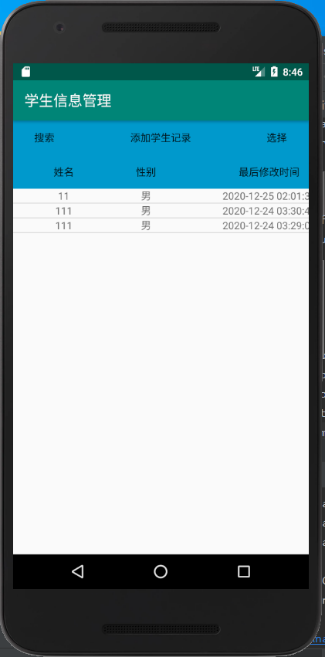 LTE 8:46
学生信息管理
搜索 添加学生记录 选择
姓名 性别 最后修改时间
11 男 2020-12-25 02:01:3
111 男 2020-12-24 03:30:4
111 男 2020-12-24 03:29:0